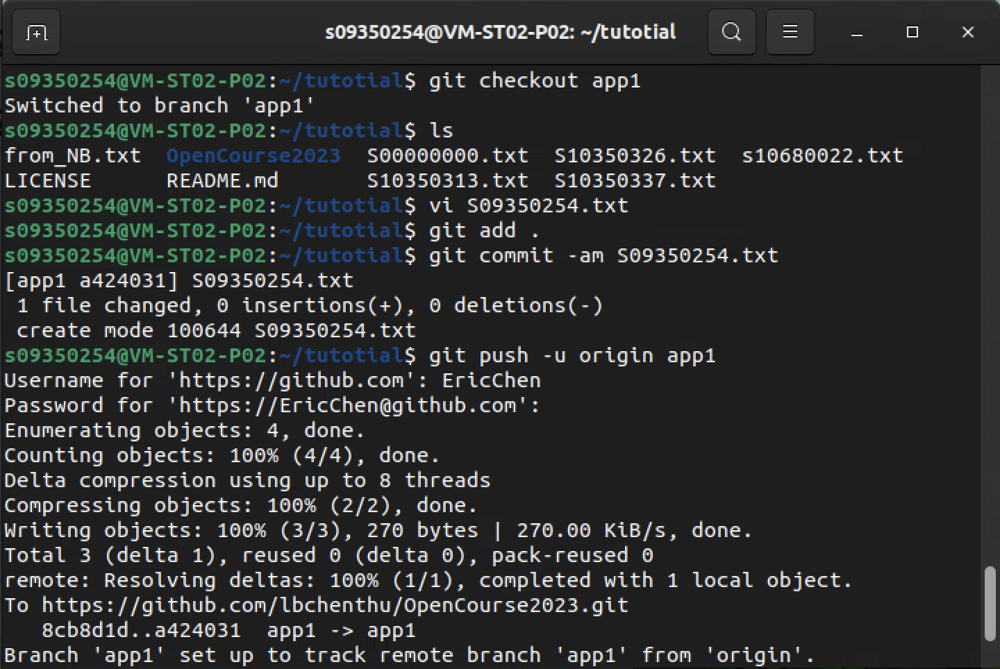 s09350254@VM-ST02-P02: ~/tutotial
s09350254@VM-ST02-P02:~/tutotial$ git checkout app1
Switched to branch 'app1'
s09350254@VM-ST02-P02:~/tutotial$ ls
from_NB.txt  OpenCourse2023  S00000000.txt  S10350326.txt  s10680022.txt
LICENSE      README.md       S10350313.txt  S10350337.txt
s09350254@VM-ST02-P02:~/tutotial$ vi S09350254.txt
s09350254@VM-ST02-P02:~/tutotial$ git add .
s09350254@VM-ST02-P02:~/tutotial$ git commit -am S09350254.txt
[app1 a424031] S09350254.txt
 1 file changed, 0 insertions(+), 0 deletions(-)
 create mode 100644 S09350254.txt
s09350254@VM-ST02-P02:~/tutotial$ git push -u origin app1
Username for 'https://github.com': EricChen
Password for 'https://EricChen@github.com':
Enumerating objects: 4, done.
Counting objects: 100% (4/4), done.
Delta compression using up to 8 threads
Compressing objects: 100% (2/2), done.
Writing objects: 100% (3/3), 270 bytes | 270.00 KiB/s, done.
Total 3 (delta 1), reused 0 (delta 0), pack-reused 0
remote: Resolving deltas: 100% (1/1), completed with 1 local object.
To https://github.com/lbchenthu/OpenCourse2023.git
   8cb8d1d..a424031  app1 -> app1
Branch 'app1' set up to track remote branch 'app1' from 'origin'.